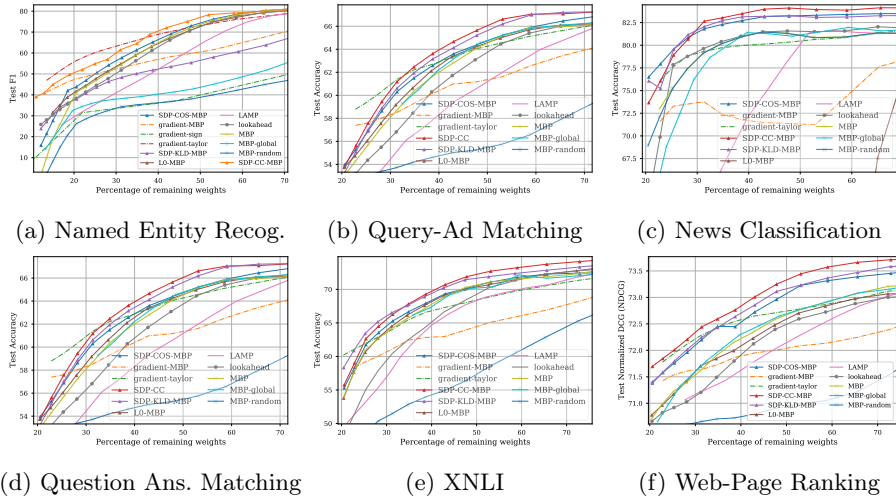 80
70
60
50
40
30
20
10
Test F1
20
30
40
50
60
70
Percentage of remaining weights
SDP-COS-MBP
gradient-MBP
gradient-sign
gradient-taylor
SDP-KLD-MBP
L0-MBP
LAMP
lookahead
MBP
MBP-global
MBP-random
SDP-CC-MBP
(a) Named Entity Recog.
66
64
62
60
58
56
54
Test Accuracy
20
30
40
50
60
70
Percentage of remaining weights
SDP-COS-MBP
gradient-MBP
gradient-taylor
SDP-CC
SDP-KLD-MBP
L0-MBP
LAMP
lookahead
MBP
MBP-global
MBP-random
(b) Query-Ad Matching
82.5
80.0
77.5
75.0
72.5
70.0
67.5
Test Accuracy
20
30
40
50
60
70
Percentage of remaining weights
SDP-COS-MBP
gradient-MBP
gradient-taylor
SDP-CC-MBP
SDP-KLD-MBP
L0-MBP
LAMP
lookahead
MBP
MBP-global
MBP-random
(c) News Classification
66
64
62
60
58
56
54
Test Accuracy
20
30
40
50
60
70
Percentage of remaining weights
SDP-COS-MBP
gradient-MBP
gradient-taylor
SDP-CC
SDP-KLD-MBP
L0-MBP
LAMP
lookahead
MBP
MBP-global
MBP-random
(d) Question Ans. Matching
75
70
65
60
55
50
Test Accuracy
20
30
40
50
60
70
Percentage of remaining weights
SDP-COS-MBP
gradient-MBP
gradient-taylor
SDP-CC-MBP
SDP-KLD-MBP
L0-MBP
LAMP
lookahead
MBP
MBP-global
MBP-random
(e) XNLI
73.5
73.0
72.5
72.0
71.5
71.0
Test Normalized DCG (NDCG)
20
30
40
50
60
70
Percentage of remaining weights
SDP-COS-MBP
gradient-MBP
gradient-taylor
SDP-CC-MBP
SDP-KLD-MBP
L0-MBP
LAMP
lookahead
MBP
MBP-global
MBP-random
(f) Web-Page Ranking